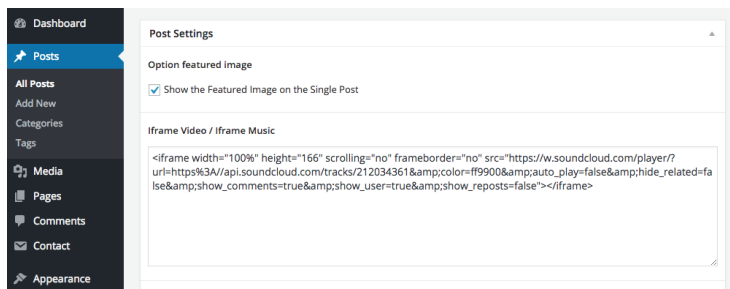 Dashboard
Posts
All Posts
Add New
Categories
Tags
Media
Pages
Comments
Contact
Appearance
Post Settings
Option featured image
Show the Featured Image on the Single Post
Iframe Video / Iframe Music
<iframe width="100%" height="166" scrolling="no" frameborder="no" src="https://w.soundcloud.com/player/?
url=https%3A//api.soundcloud.com/tracks/212034361&amp;color=ff9900&amp;auto_play=false&amp;hide_related=fa
lse&amp;show_comments=true&amp;show_user=true&amp;show_reposts=false"></iframe>